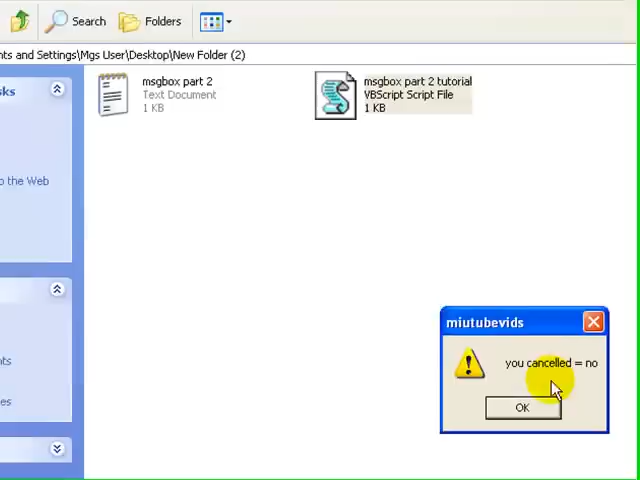 Search
Folders
nts and Settings\Mgs User\Desktop\New Folder (2)
sks
o the Web
nts
es
msgbox part 2
Text Document
1 KB
msgbox part 2 tutorial
VBScript Script File
1 KB
miutubevids
you cancelled = no
OK